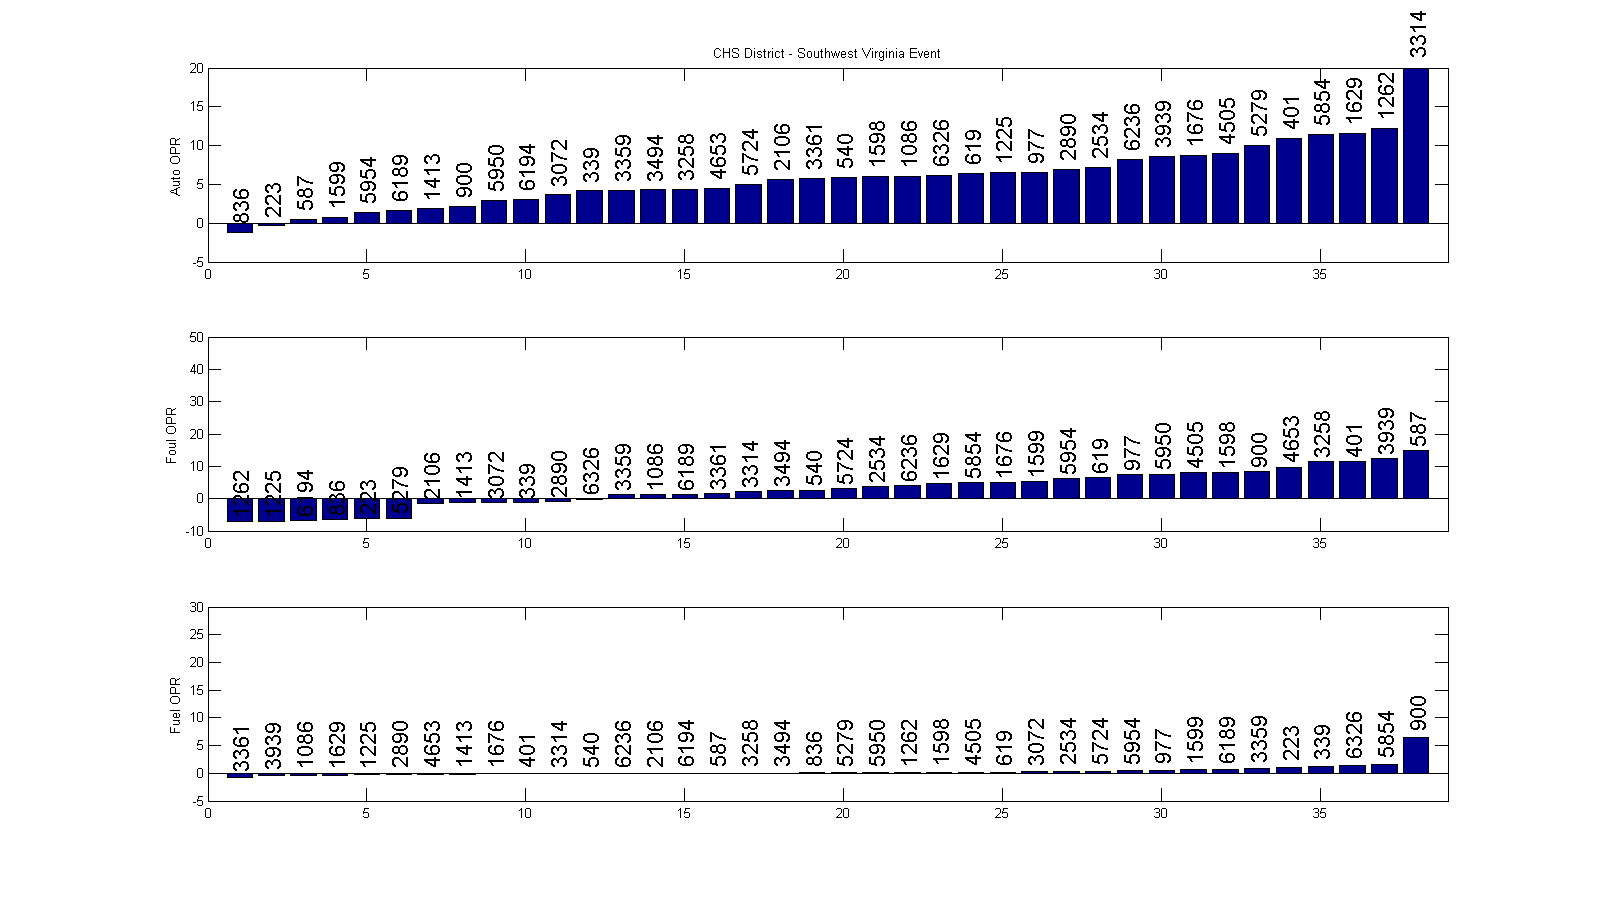 CHS District - Southwest Virginia Event
Auto OPR
20
15
10
5
0
-5
836 223 587 1599 5954 6189 1413 900 5950 6194 3072 339 3359 3494 3258 4653 5724 2106 3361 540 1598 1086 6326 619 1225 977 2890 2534 6236 3939 1676 4505 5279 401 5854 1629 1262 3314
0 5 10 15 20 25 30 35
Foul OPR
50
40
30
20
10
0
-10
1262 1225 6194 836 223 5279 2106 1413 3072 339 2890 6326 3359 1086 6189 3361 3314 3494 540 5724 2534 6236 1629 5854 1676 1599 5954 619 977 5950 4505 1598 900 4653 3258 401 3939 587
0 5 10 15 20 25 30 35
Fuel OPR
30
25
20
15
10
5
0
-5
3361 3939 1086 1629 1225 2890 4653 1413 1676 401 3314 540 6236 2106 6194 587 3258 3494 836 5279 5950 1262 1598 4505 619 3072 2534 5724 5954 977 1599 6189 3359 223 339 6326 5854 900
0 5 10 15 20 25 30 35